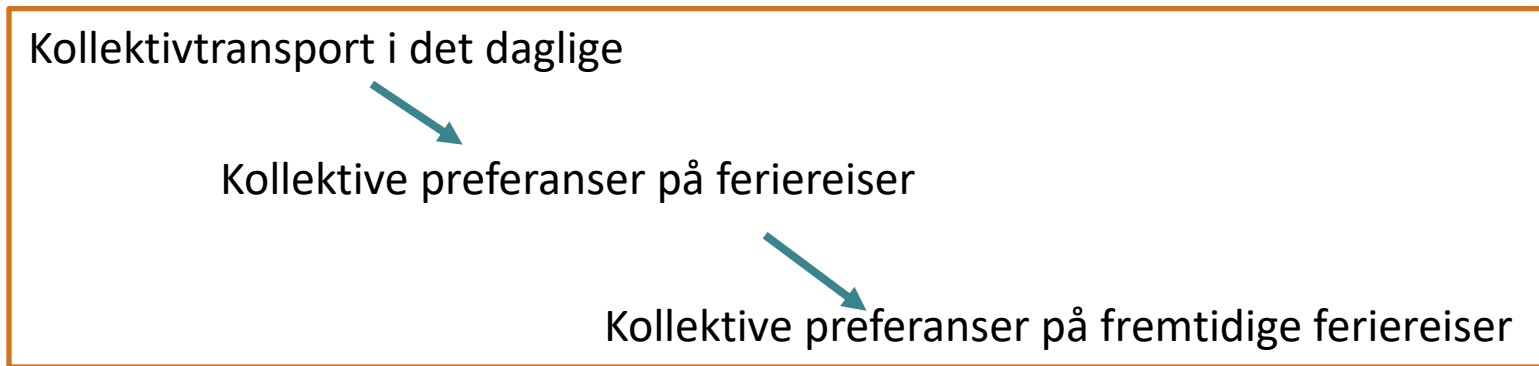 Kollektivtransport i det daglige
Kollektive preferanser på feriereiser
Kollektive preferanser på fremtidige feriereiser